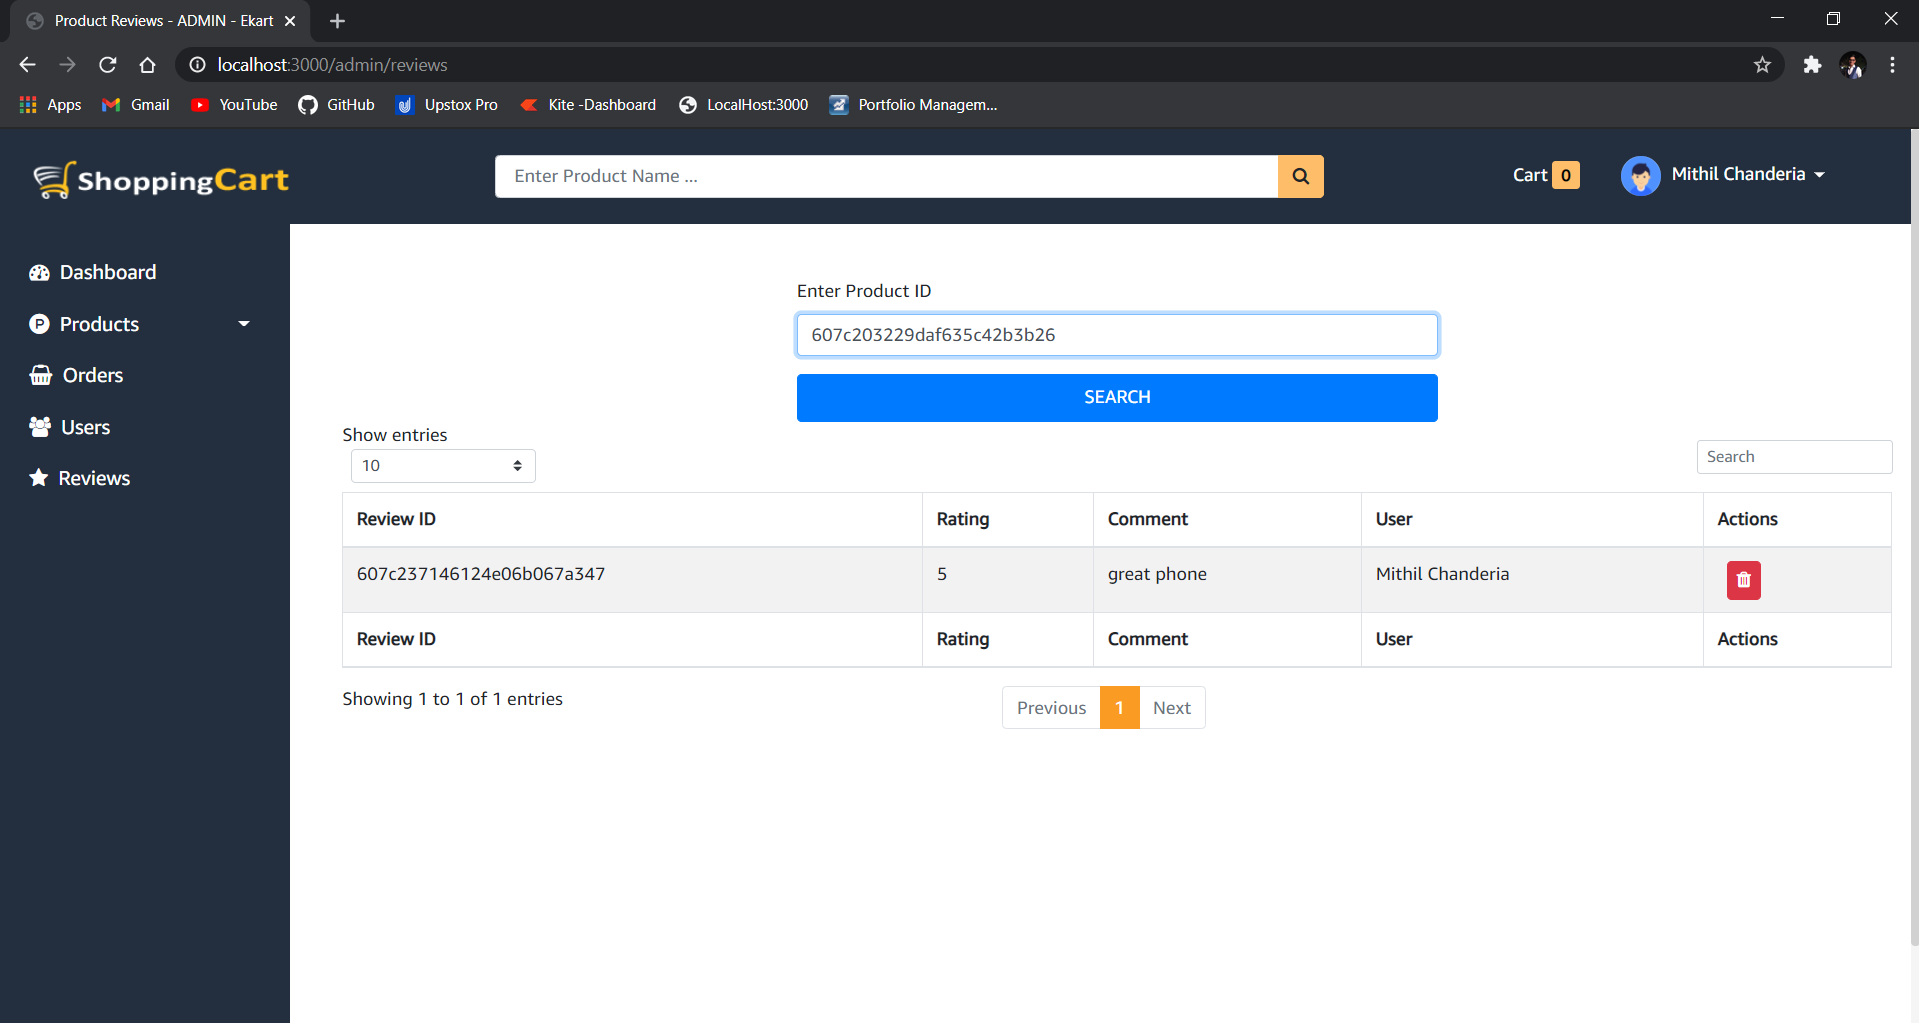 Product Reviews - ADMIN - Ekart
localhost:3000/admin/reviews
Apps Gmail YouTube GitHub Upstox Pro Kite -Dashboard LocalHost:3000 Portfolio Managem...
ShoppingCart
Enter Product Name ...
Cart 0
Mithil Chanderia
Dashboard
Products
Orders
Users
Reviews
Enter Product ID
607c203229daf635c42b3b26
SEARCH
Show entries
10
Search
Review ID Rating Comment User Actions
607c237146124e06b067a347 5 great phone Mithil Chanderia
Review ID Rating Comment User Actions
Showing 1 to 1 of 1 entries
Previous 1 Next